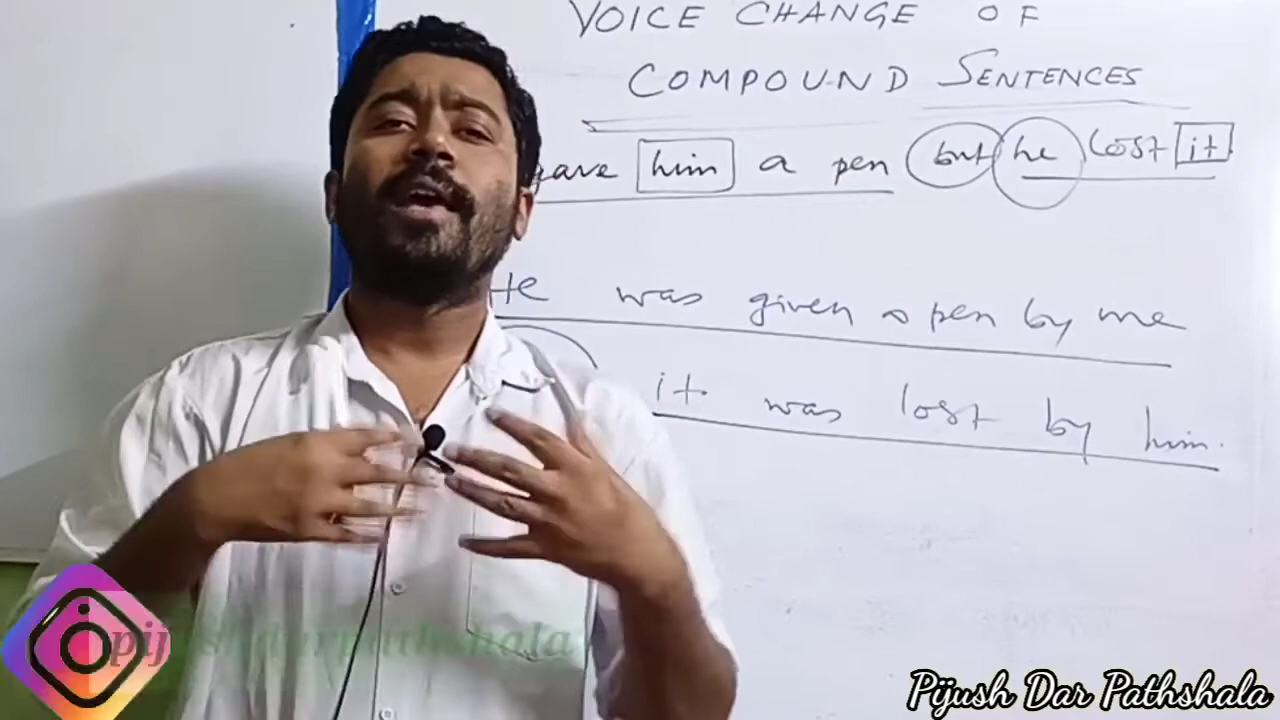 VOICE CHANGE OF
COMPOUND SENTENCES
gave him a pen but he lost it
He was given a pen by me
it was lost by him.
pijushdarpathshala
Pijush Dar Pathshala